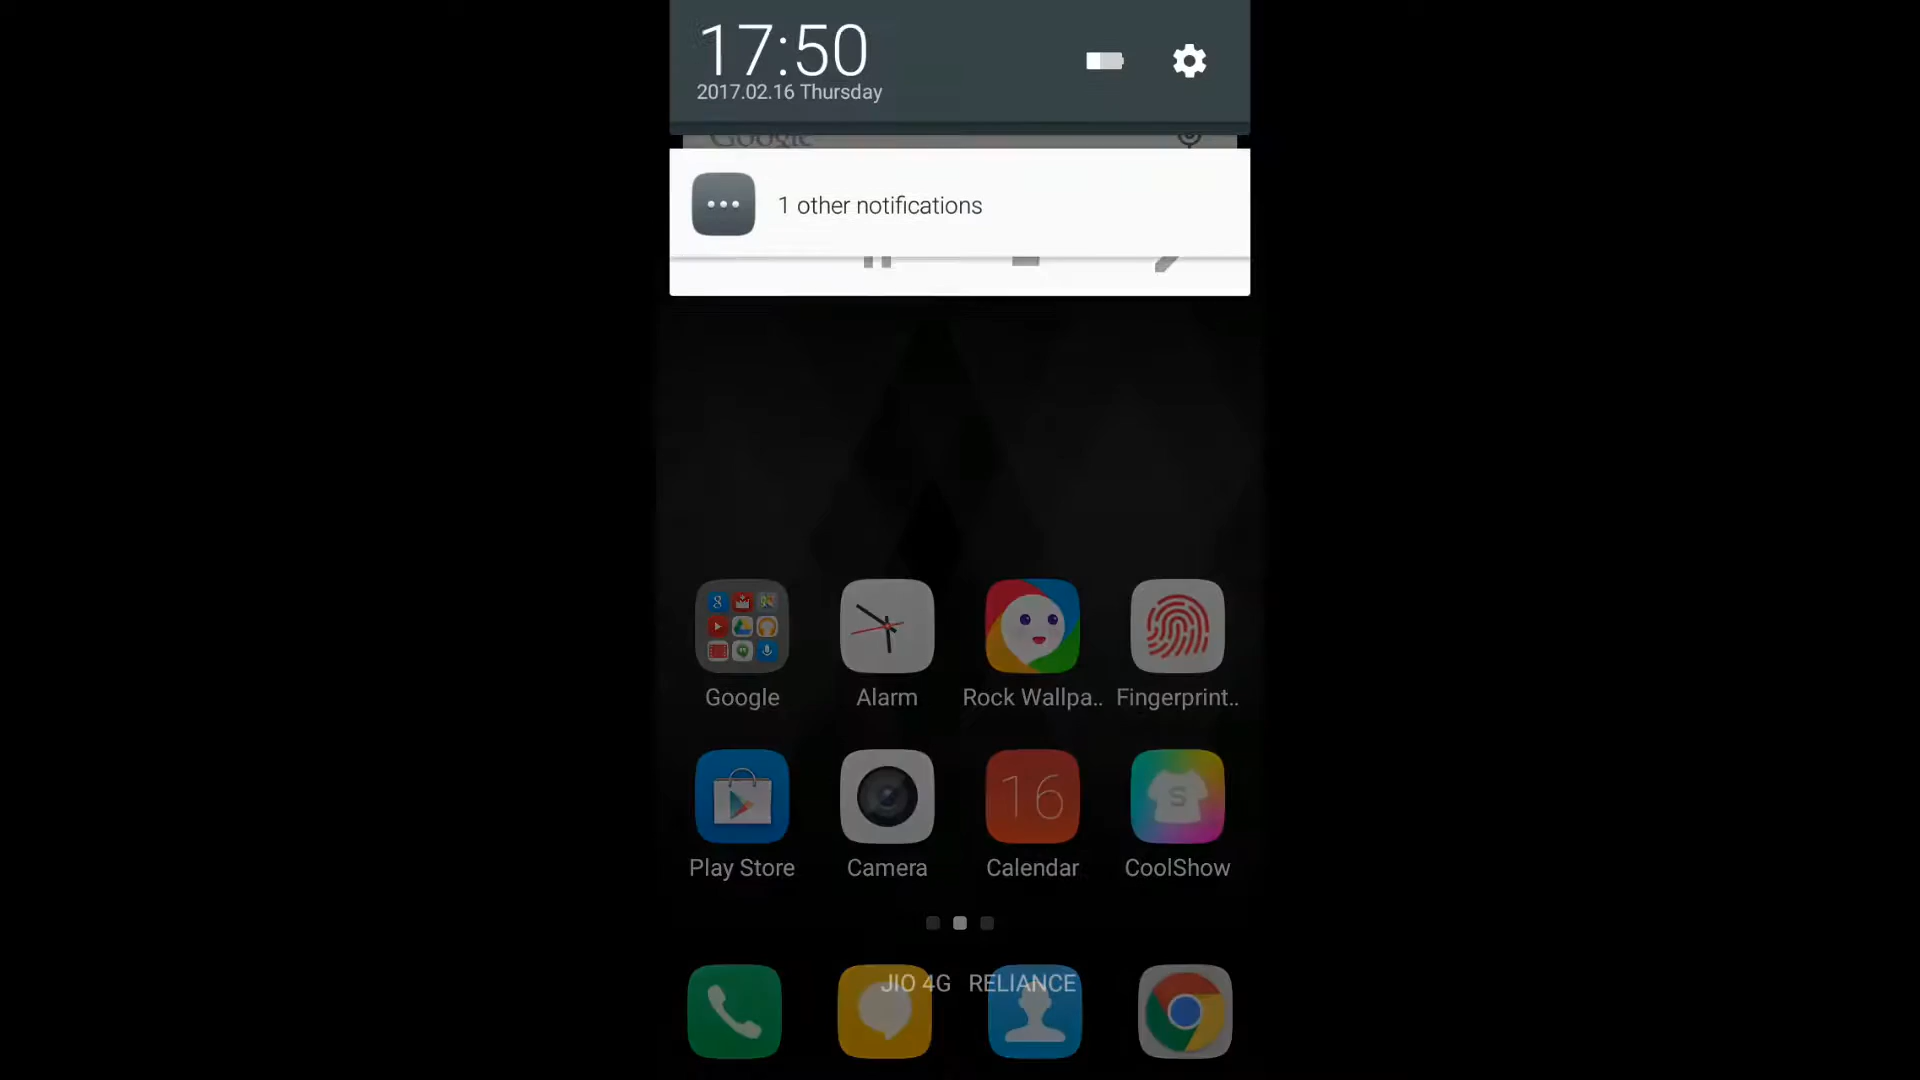 17:50
2017.02.16 Thursday
Google
1 other notifications
Google Alarm Rock Wallpa.. Fingerprint..
16
S
Play Store Camera Calendar CoolShow
JIO 4G RELIANCE